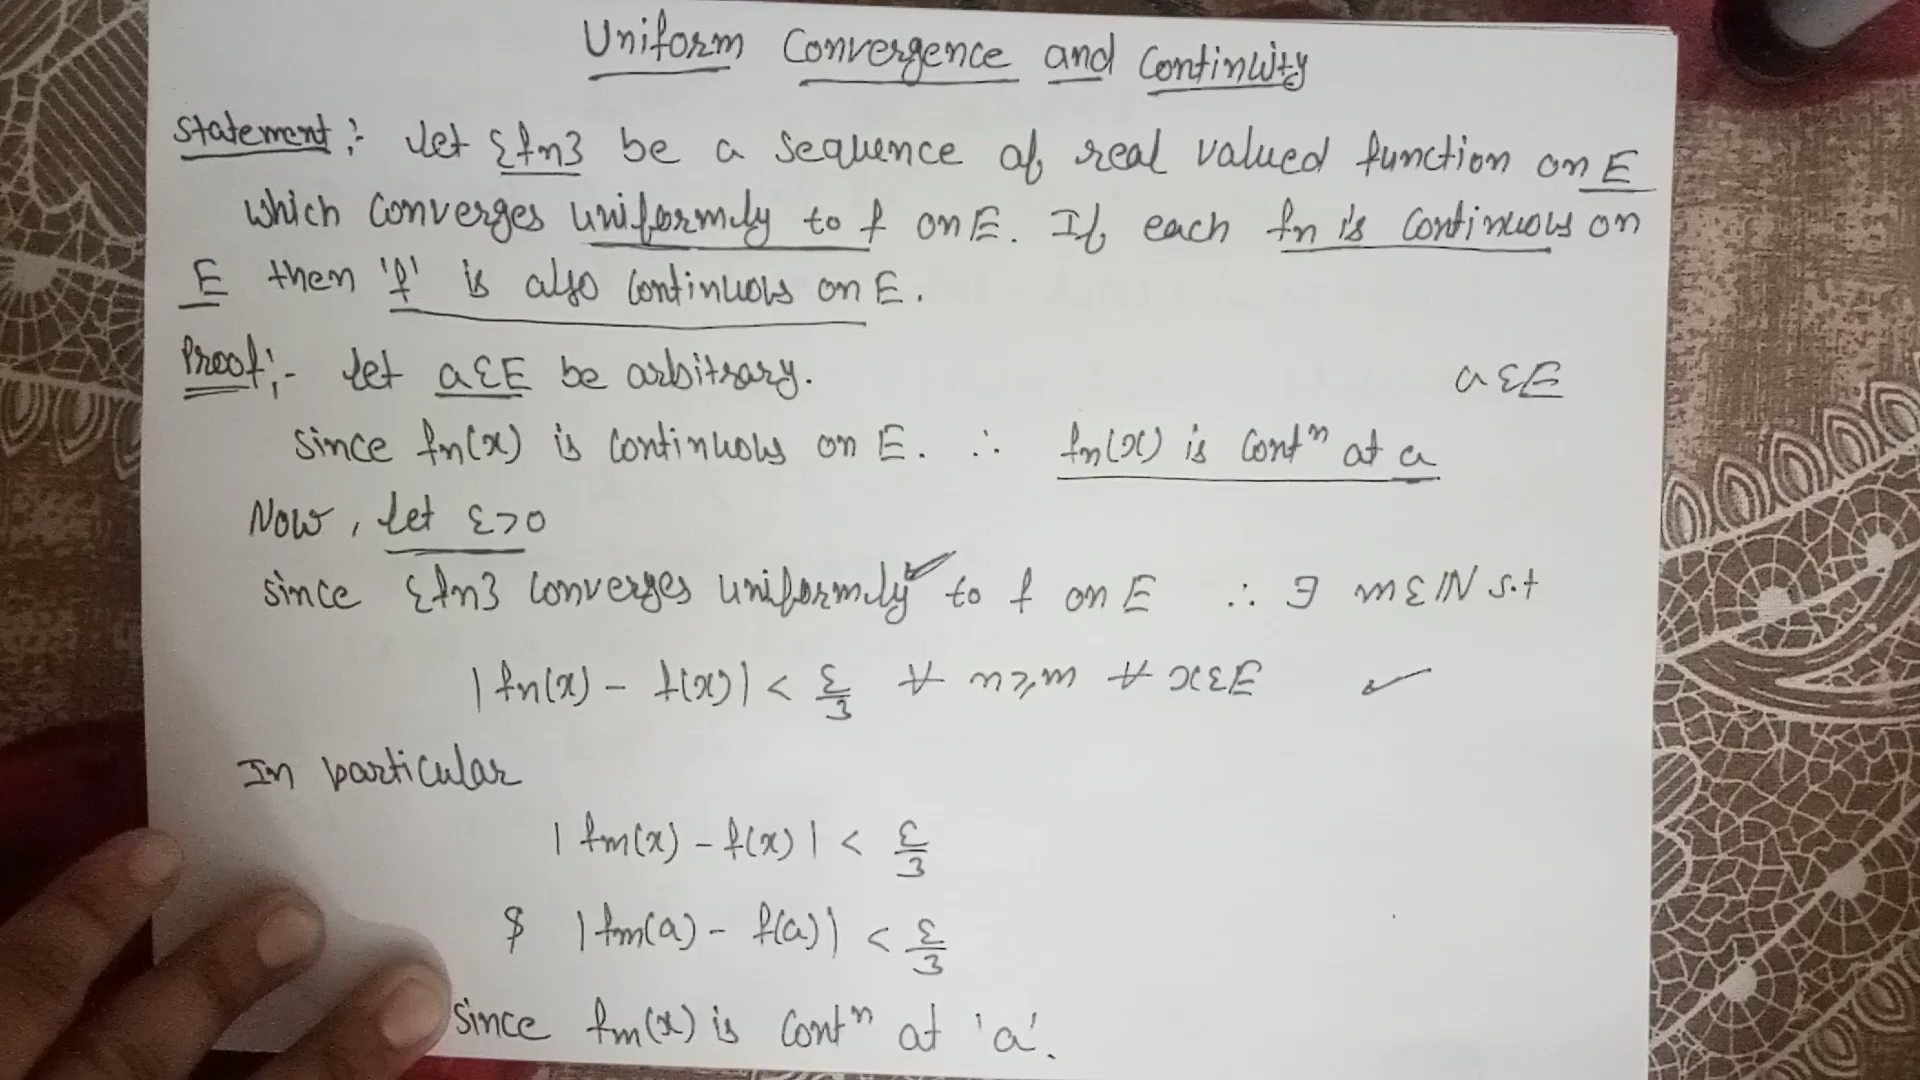 Uniform Convergence and Continuity
Statement :- Let {fn} be a sequence of real valued function on E
which converges uniformly to f on E. If each fn is continuous on
E then 'f' is also continuous on E.
Proof :- Let a ε E be arbitrary.
a ε E
Since fn(x) is continuous on E. ∴ fn(x) is contⁿ at a
Now, let ε>0
Since {fn} converges uniformly to f on E ∴ ∃ m ε ℕ s.t
|fn(x) - f(x)| < ε/3 ∀ n≥m ∀ x ε E ✓
In particular
|fm(x) - f(x)| < ε/3
$ |fm(a) - f(a)| < ε/3
Since fm(x) is contⁿ at 'a'.